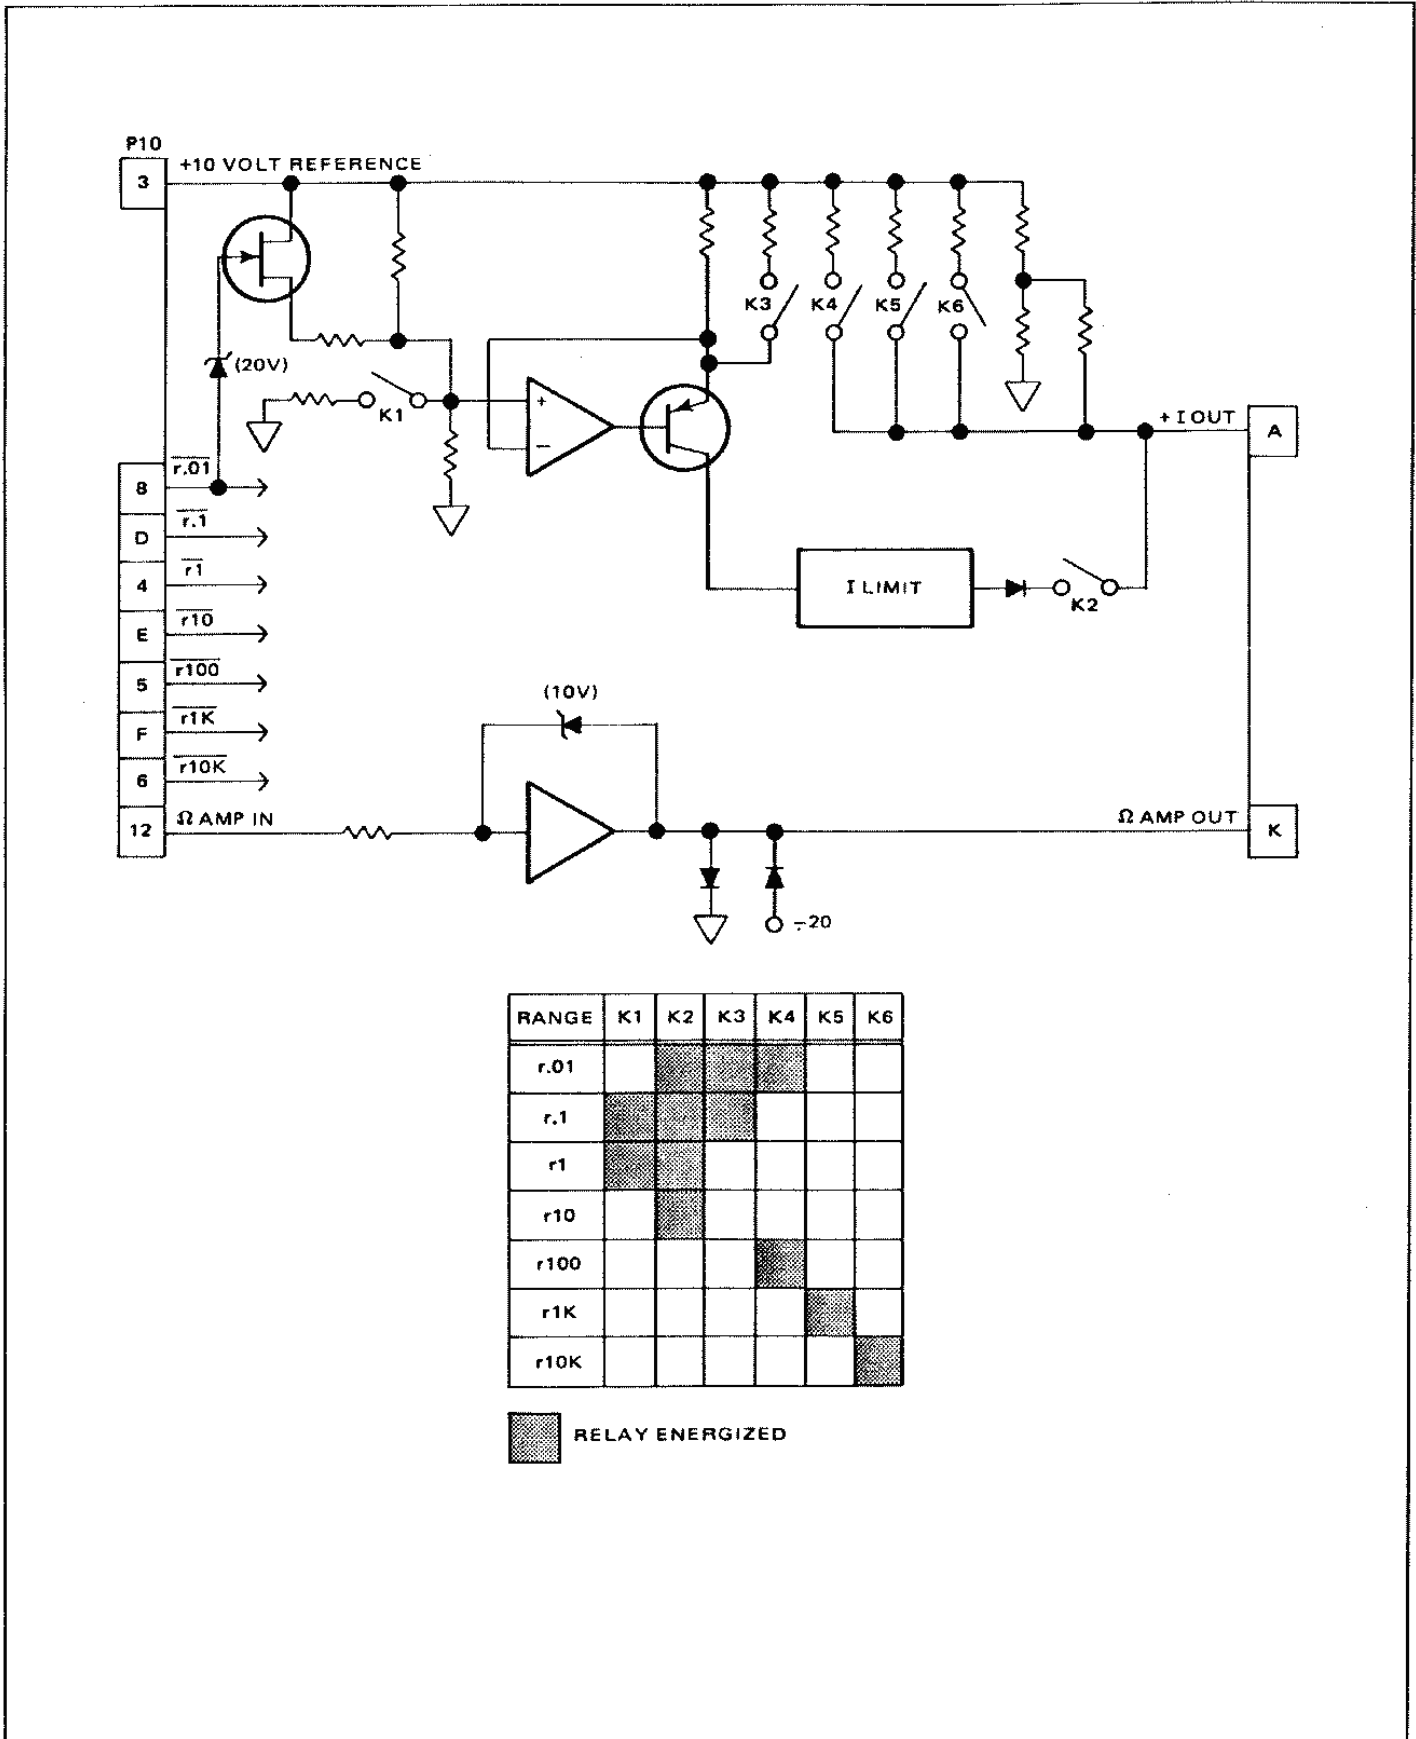 P10
3 +10 VOLT REFERENCE
K3 K4 K5 K6
(20V)
K1
+
−
+ I OUT
A
8 r.01
D r.1
4 r1
E r10
5 r100
F r1K
6 r10K
12 Ω AMP IN
I LIMIT
K2
(10V)
Ω AMP OUT
K
-20
RANGE K1 K2 K3 K4 K5 K6
r.01
r.1
r1
r10
r100
r1K
r10K
RELAY ENERGIZED